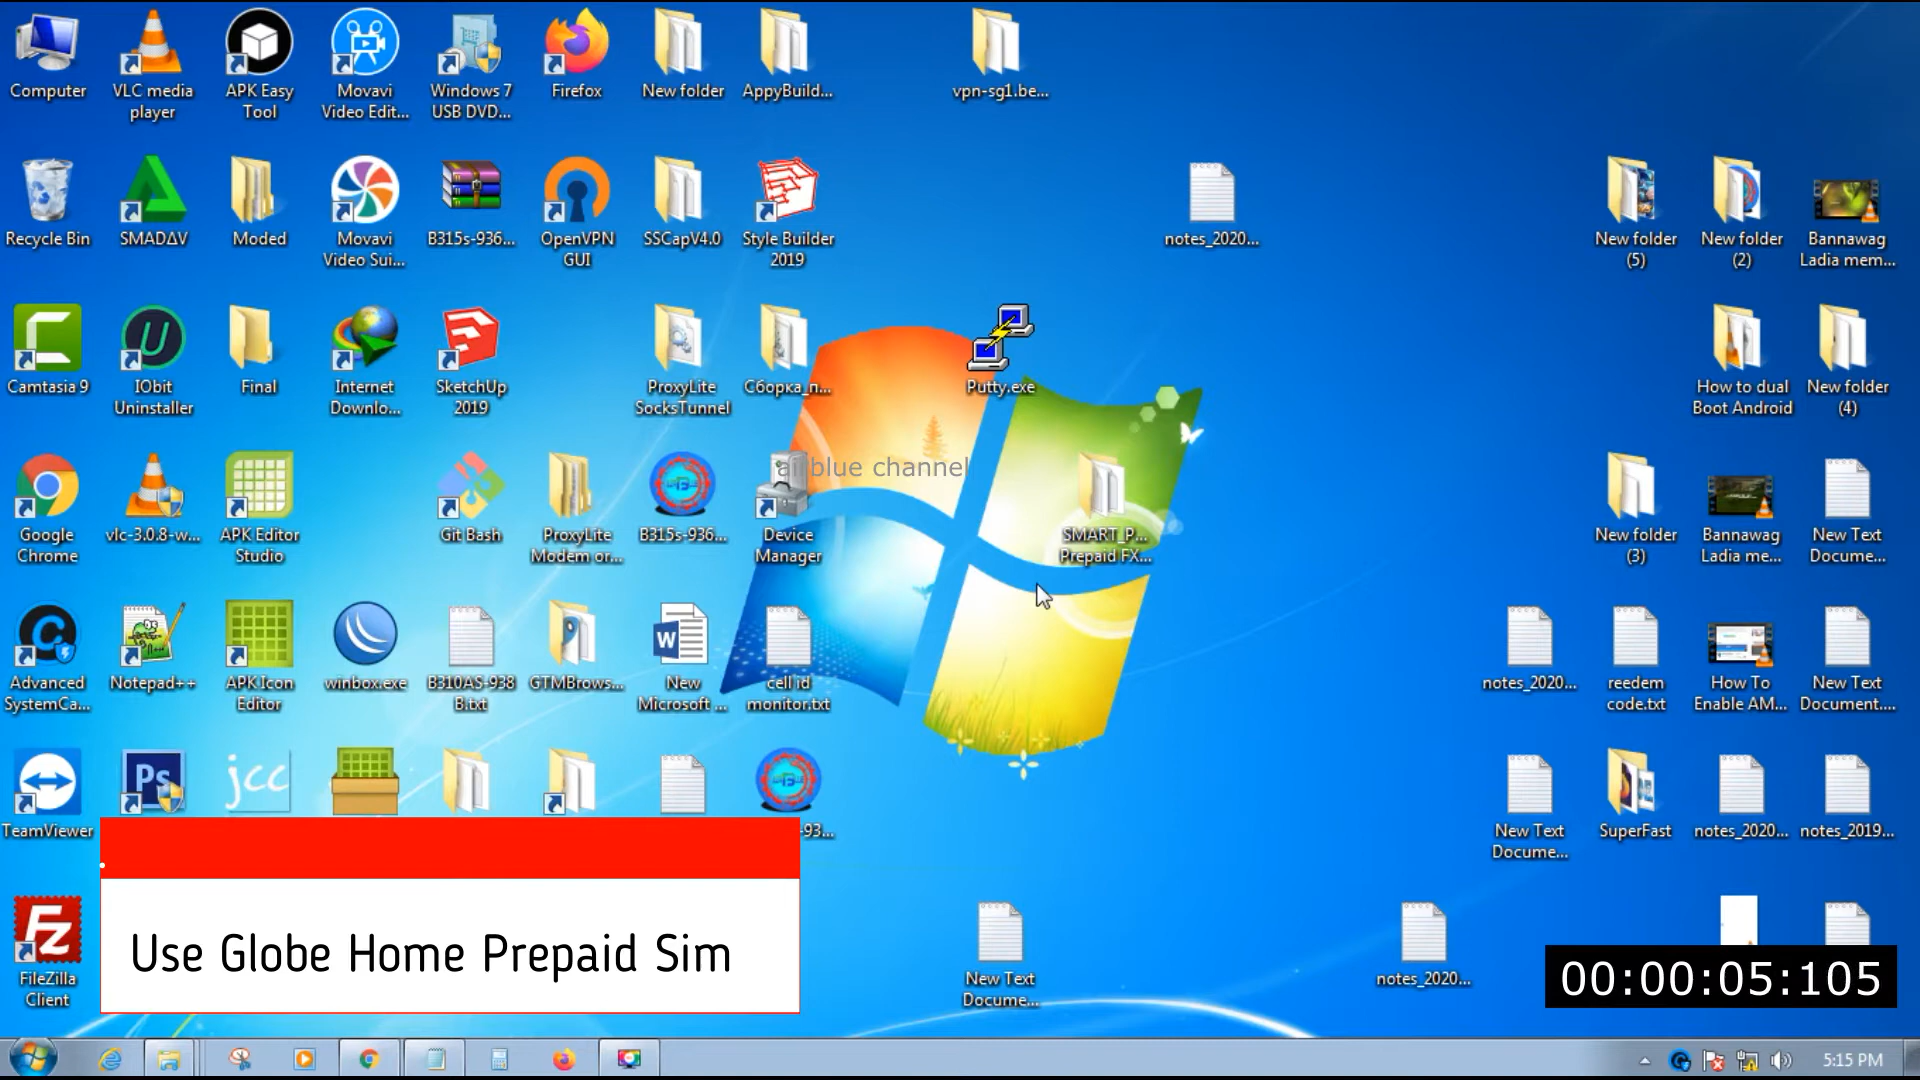 Computer
VLC media
player
APK Easy
Tool
Movavi
Video Edit...
Windows 7
USB DVD...
Firefox
New folder
AppyBuild...
vpn-sg1.be...
Recycle Bin
SMADΔV
Moded
Movavi
Video Sui...
B315s-936...
OpenVPN
GUI
SSCapV4.0
Style Builder
2019
notes_2020...
New folder
(5)
New folder
(2)
Bannawag
Ladia mem...
Camtasia 9
IObit
Uninstaller
Final
Internet
Downlo...
SketchUp
2019
ProxyLite
SocksTunnel
Сборка_п...
Putty.exe
How to dual
Boot Android
New folder
(4)
air blue channel
Google
Chrome
vlc-3.0.8-w...
APK Editor
Studio
Git Bash
ProxyLite
Modem or...
B315s-936...
Device
Manager
SMART_P...
Prepaid FX...
New folder
(3)
Bannawag
Ladia me...
New Text
Docume...
Advanced
SystemCa...
Notepad++
APK Icon
Editor
winbox.exe
B310AS-938
B.txt
GTMBrows...
W
New
Microsoft ...
cell id
monitor.txt
notes_2020...
reedem
code.txt
How To
Enable AM...
New Text
Document....
Ps
jcc
TeamViewer
-93...
New Text
Docume...
SuperFast
notes_2020...
notes_2019...
Fz
FileZilla
Client
Use Globe Home Prepaid Sim
New Text
Docume...
notes_2020...
00:00:05:105
5:15 PM